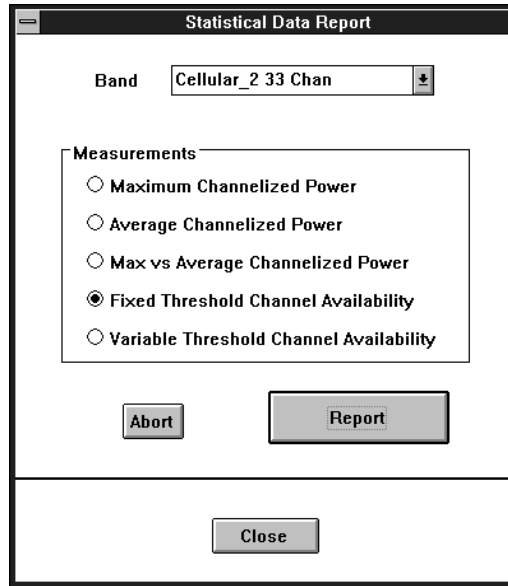 Statistical Data Report
Band
Cellular_2 33 Chan
Measurements
Maximum Channelized Power
Average Channelized Power
Max vs Average Channelized Power
Fixed Threshold Channel Availability
Variable Threshold Channel Availability
Abort
Report
Close